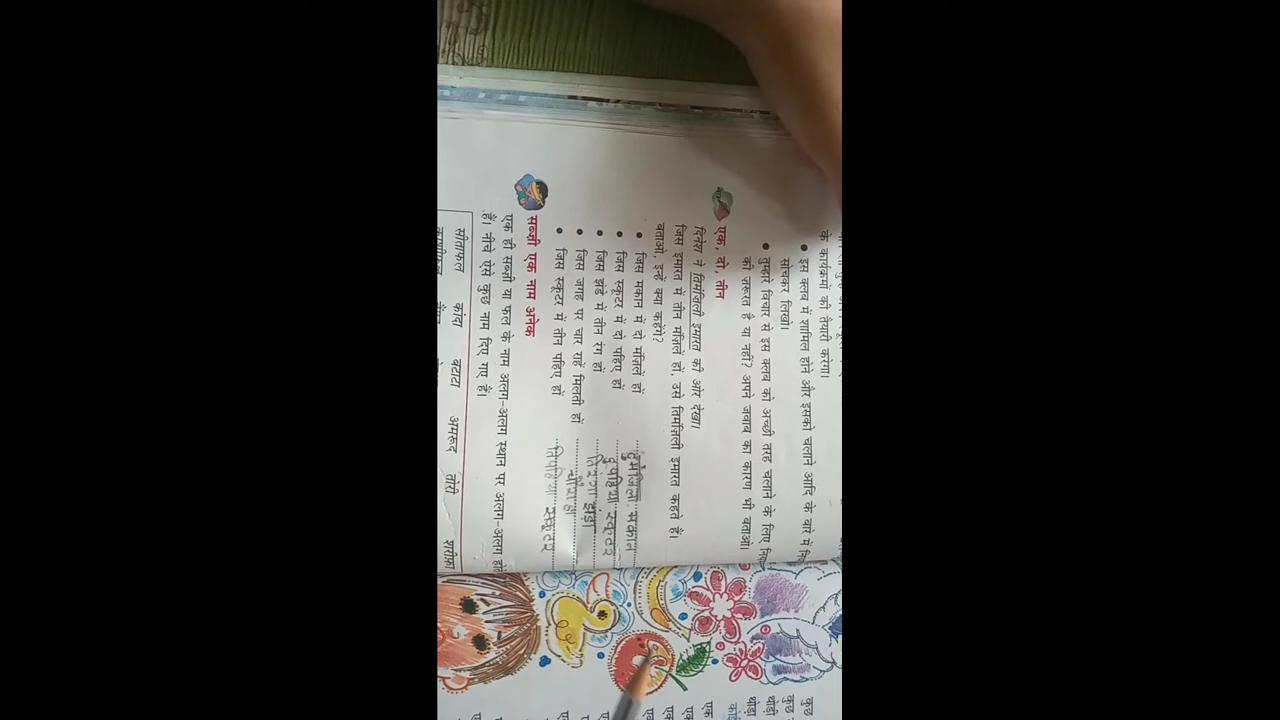 के कार्यक्रमों की तैयारी करेगा।
• इस क्लब में शामिल होने और इसको चलाने आदि के बारे में
सोचकर लिखो।
• तुम्हारे विचार से इस क्लब को अच्छी तरह चलाने के लिए
की ज़रूरत है या नहीं? अपने जवाब का कारण भी बताओ।
एक, दो, तीन
दिनेश ने तिमंज़िली इमारत की ओर देखा।
जिस इमारत में तीन मंज़िलें हों, उसे तिमंज़िली इमारत कहते हैं।
बताओ, इन्हें क्या कहेंगे?
• जिस मकान में दो मंज़िलें हों दुमंजिला मकान
• जिस स्कूटर में दो पहिए हों दुपहिया स्कूटर
• जिस झंडे में तीन रंग हों तिरंगा झंडा
• जिस जगह पर चार राहें मिलती हों चौराहा
• जिस स्कूटर में तीन पहिए हों तिपहिया स्कूटर
सब्ज़ी एक नाम अनेक
एक ही सब्ज़ी या फल के नाम अलग-अलग स्थान पर अलग-अलग होते
हैं। नीचे ऐसे कुछ नाम दिए गए हैं।
सीताफल कांदा बटाटा अमरूद तोरी शरीफ़ा